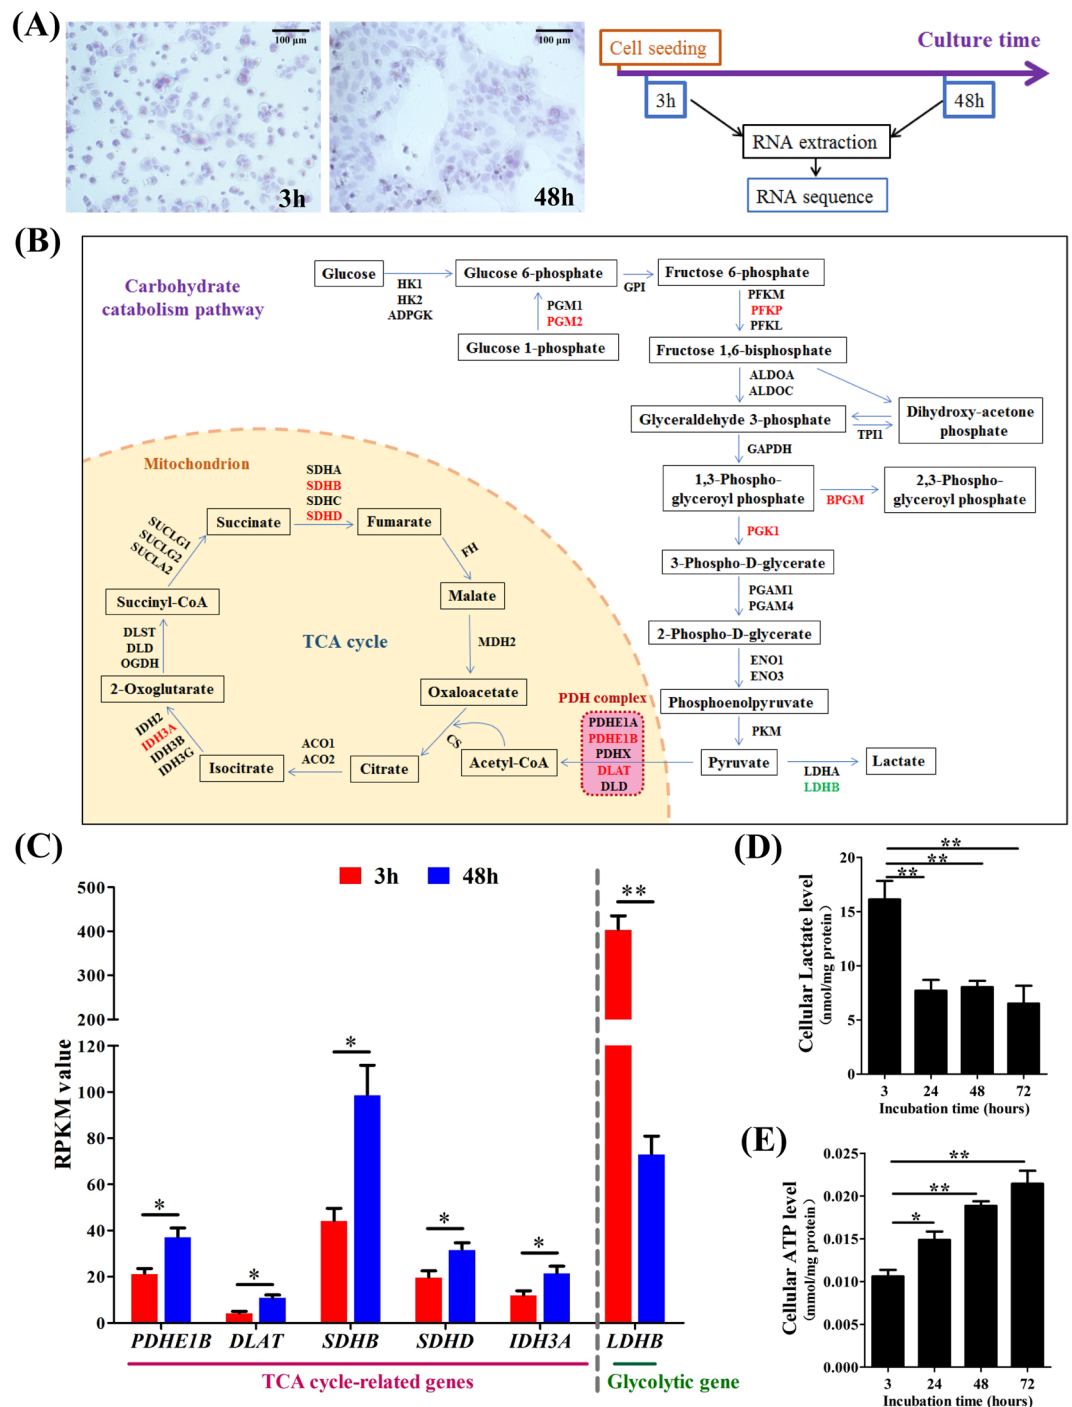 (A)
100 μm
3h
100 μm
48h
Cell seeding
Culture time
3h
48h
RNA extraction
RNA sequence
(B)
Carbohydrate
catabolism pathway
Glucose
HK1
HK2
ADPGK
Glucose 6-phosphate
GPI
Fructose 6-phosphate
PGM1
PGM2
Glucose 1-phosphate
PFKM
PFKP
PFKL
Fructose 1,6-bisphosphate
ALDOA
ALDOC
Glyceraldehyde 3-phosphate
TPI1
Dihydroxy-acetone
phosphate
GAPDH
1,3-Phospho-
glyceroyl phosphate
BPGM
2,3-Phospho-
glyceroyl phosphate
PGK1
3-Phospho-D-glycerate
PGAM1
PGAM4
2-Phospho-D-glycerate
ENO1
ENO3
Phosphoenolpyruvate
PKM
Pyruvate
LDHA
LDHB
Lactate
Mitochondrion
SDHA
SDHB
SDHC
SDHD
Succinate
Fumarate
SUCLG1
SUCLG2
SUCLA2
FH
Succinyl-CoA
Malate
DLST
DLD
OGDH
TCA cycle
MDH2
2-Oxoglutarate
Oxaloacetate
PDH complex
PDHE1A
PDHE1B
PDHX
DLAT
DLD
IDH2
IDH3A
IDH3B
IDH3G
ACO1
ACO2
CS
Isocitrate
Citrate
Acetyl-CoA
(C)
3h
48h
RPKM value
500
400
300
200
120
100
80
60
40
20
0
*
*
*
*
*
**
PDHE1B
DLAT
SDHB
SDHD
IDH3A
LDHB
TCA cycle-related genes
Glycolytic gene
(D)
Cellular Lactate level
(nmol/mg protein)
20
15
10
5
0
**
**
**
3
24
48
72
Incubation time (hours)
(E)
Cellular ATP level
(mmol/mg protein)
0.025
0.020
0.015
0.010
0.005
0.000
**
**
*
3
24
48
72
Incubation time (hours)